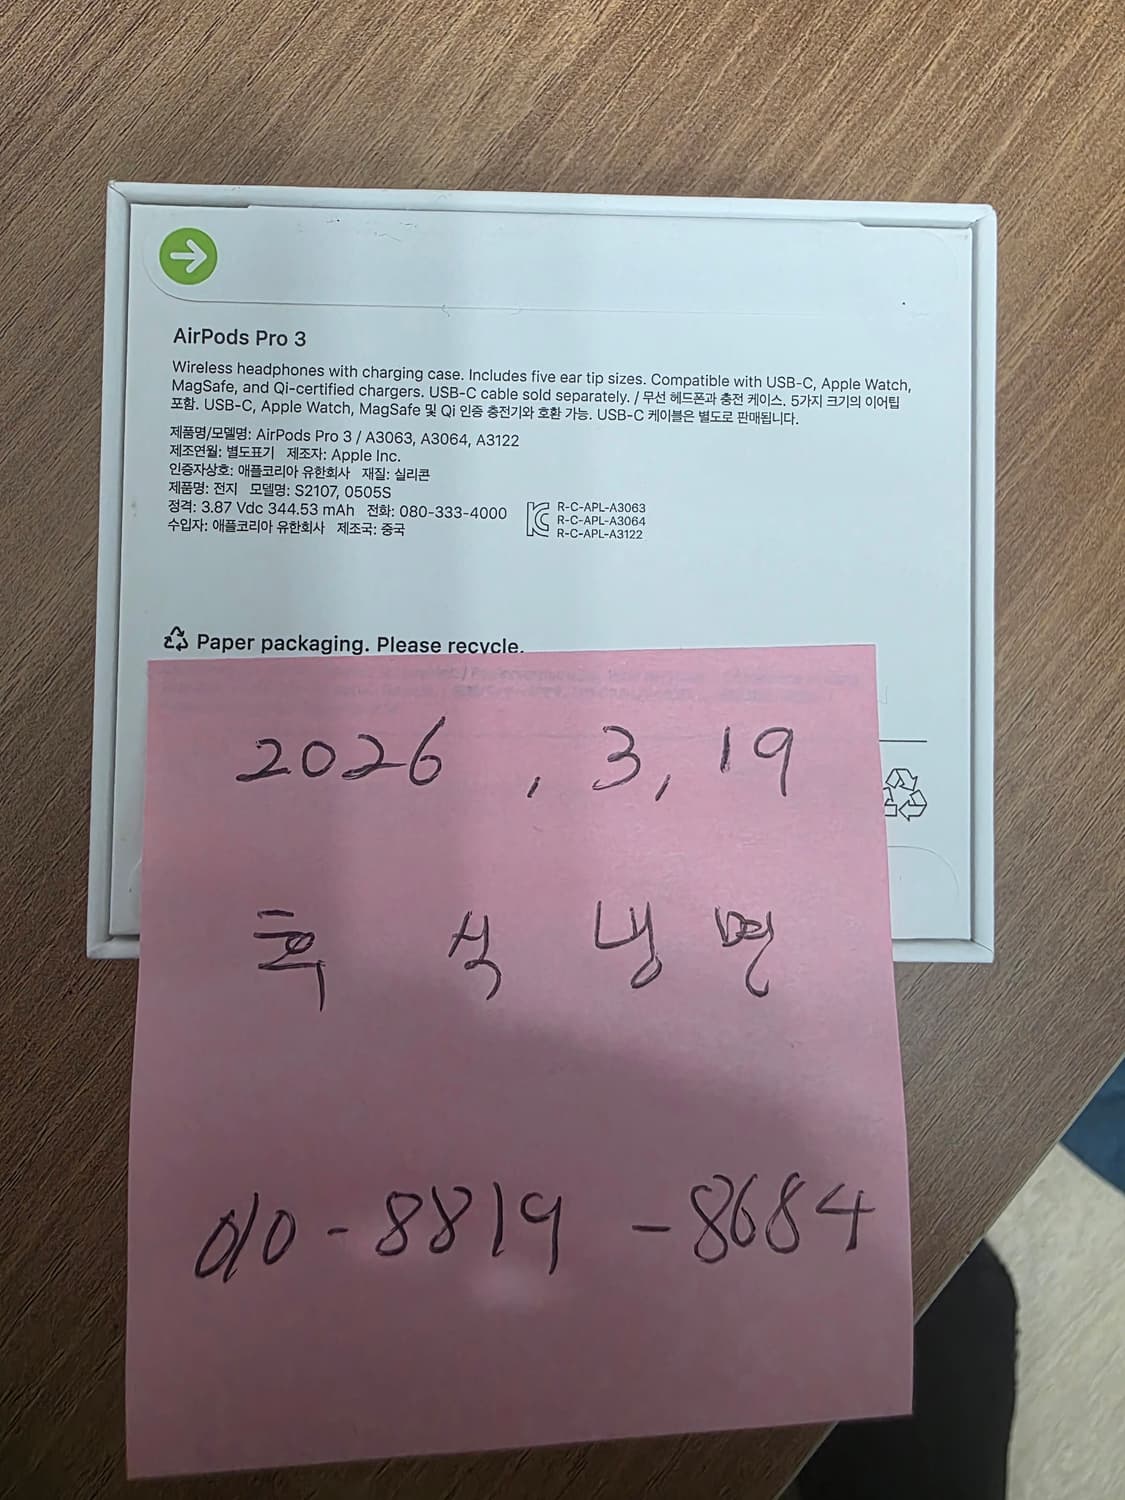 AirPods Pro 3
Wireless headphones with charging case. Includes five ear tip sizes. Compatible with USB-C, Apple Watch,
MagSafe, and Qi-certified chargers. USB-C cable sold separately. / 무선 헤드폰과 충전 케이스. 5가지 크기의 이어팁
포함. USB-C, Apple Watch, MagSafe 및 Qi 인증 충전기와 호환 가능. USB-C 케이블은 별도로 판매됩니다.
제품명/모델명: AirPods Pro 3 / A3063, A3064, A3122
제조연월: 별도표기 제조자: Apple Inc.
인증자상호: 애플코리아 유한회사 재질: 실리콘
제품명: 전지 모델명: S2107, 0505S
정격: 3.87 Vdc 344.53 mAh 전화: 080-333-4000
수입자: 애플코리아 유한회사 제조국: 중국
R-C-APL-A3063
R-C-APL-A3064
R-C-APL-A3122
Paper packaging. Please recycle.
2026, 3, 19
흑 석 냉 면
010-8819-8684